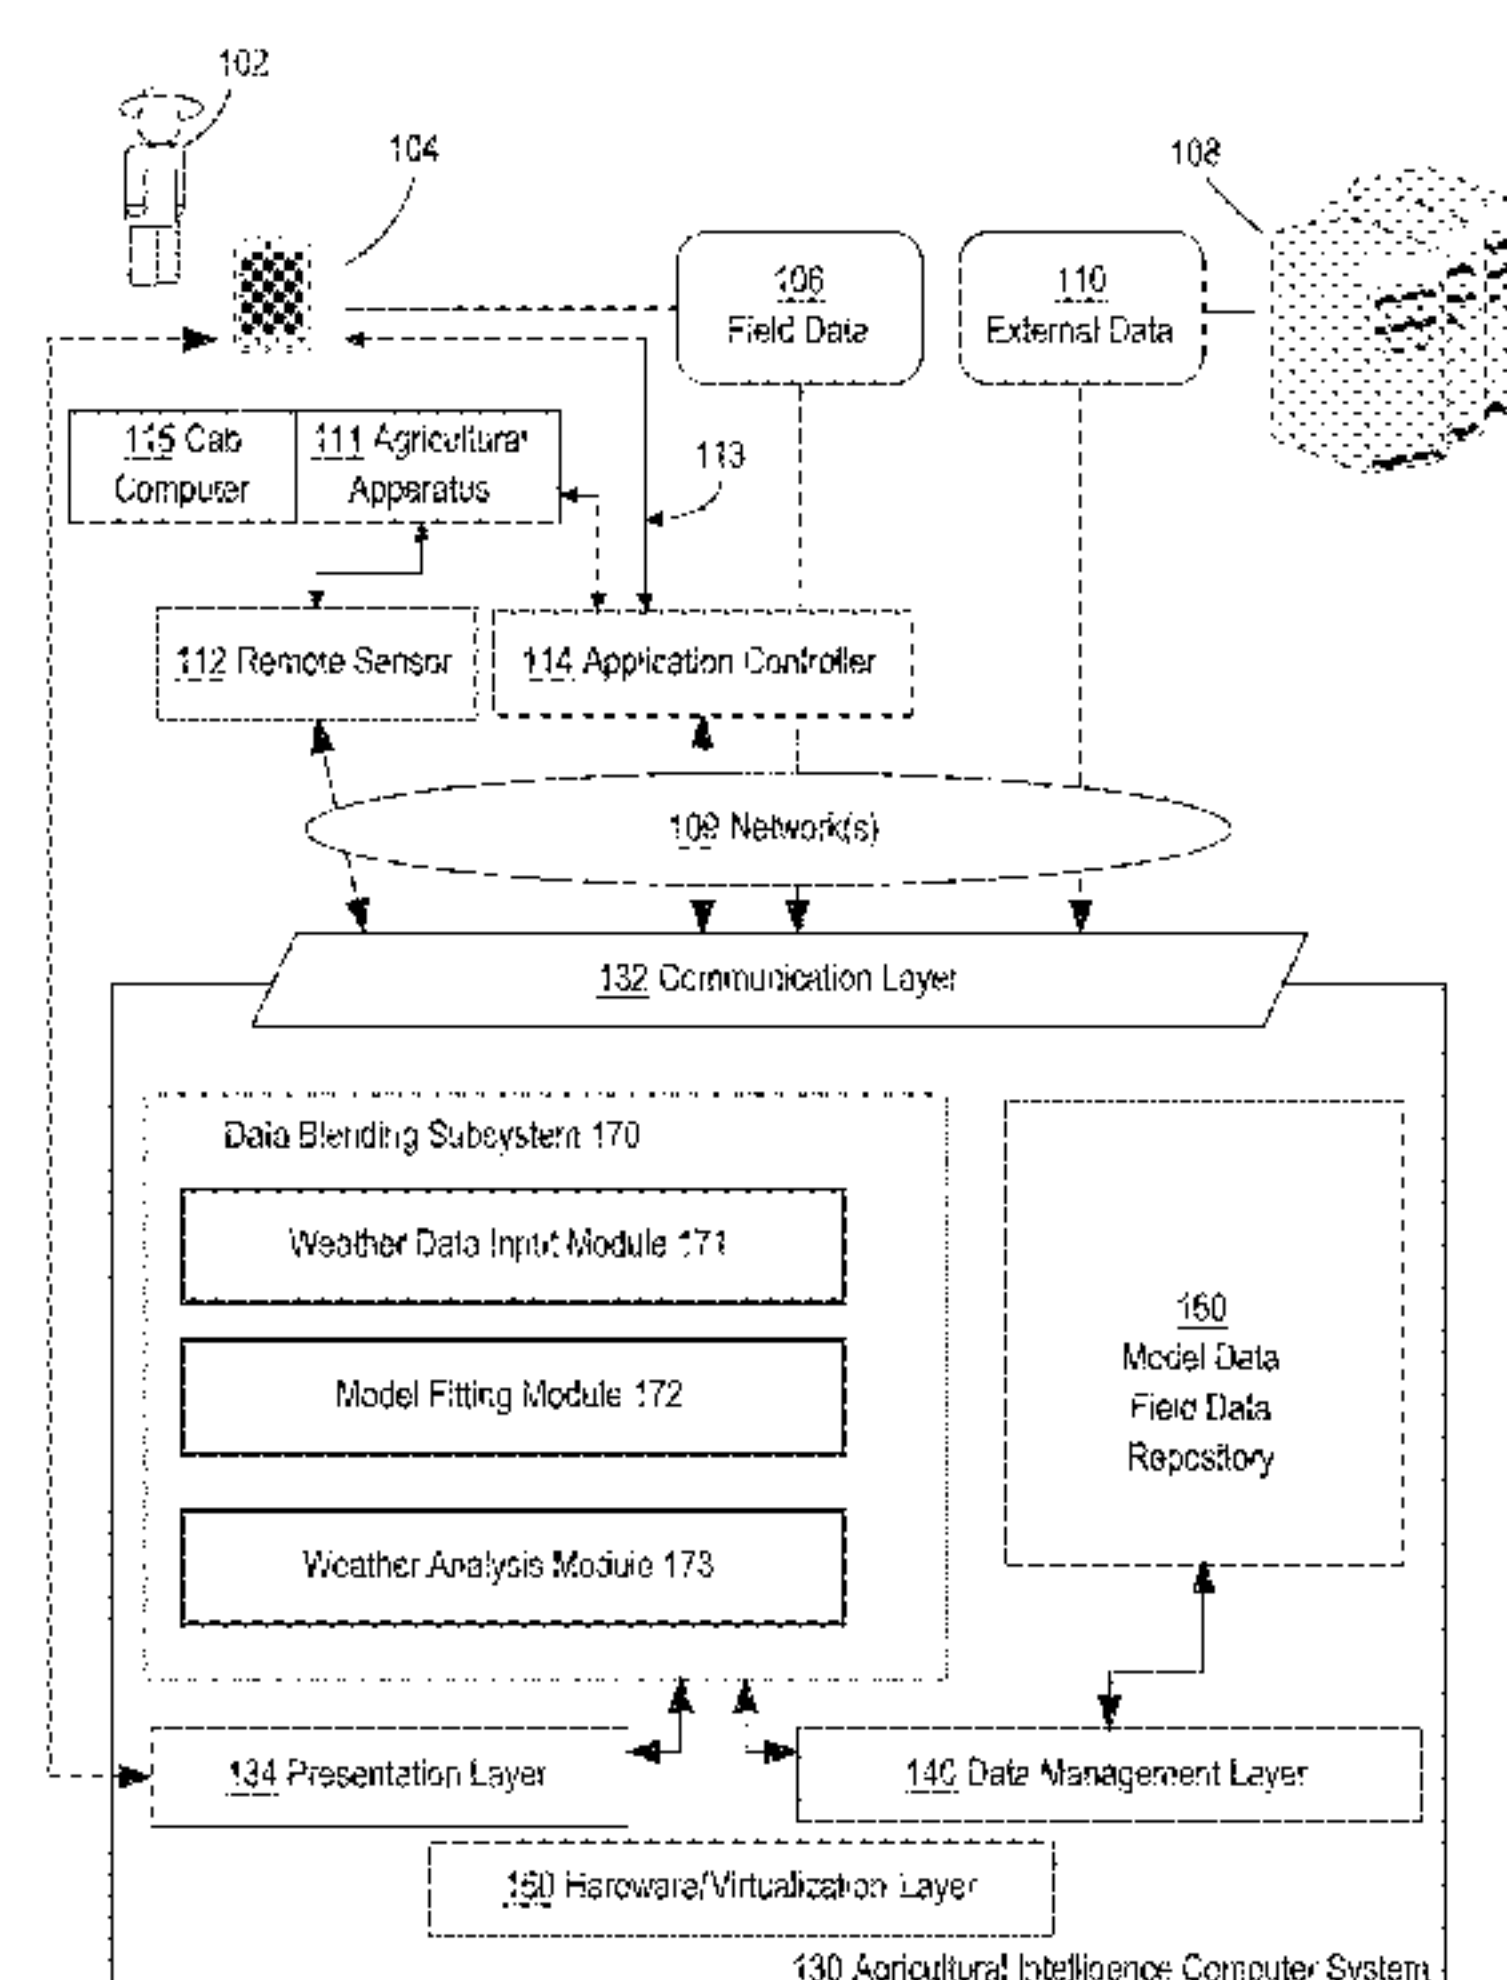 102
104
108
106
Field Data
110
External Data
115 Cab
Computer
111 Agricultural
Apparatus
113
112 Remote Sensor
114 Application Controller
109 Network(s)
132 Communication Layer
Data Blending Subsystem 170
Weather Data Input Module 171
Model Fitting Module 172
Weather Analysis Module 173
160
Model Data
Field Data
Repository
134 Presentation Layer
140 Data Management Layer
150 Hardware/Virtualization Layer
130 Agricultural Intelligence Computer System